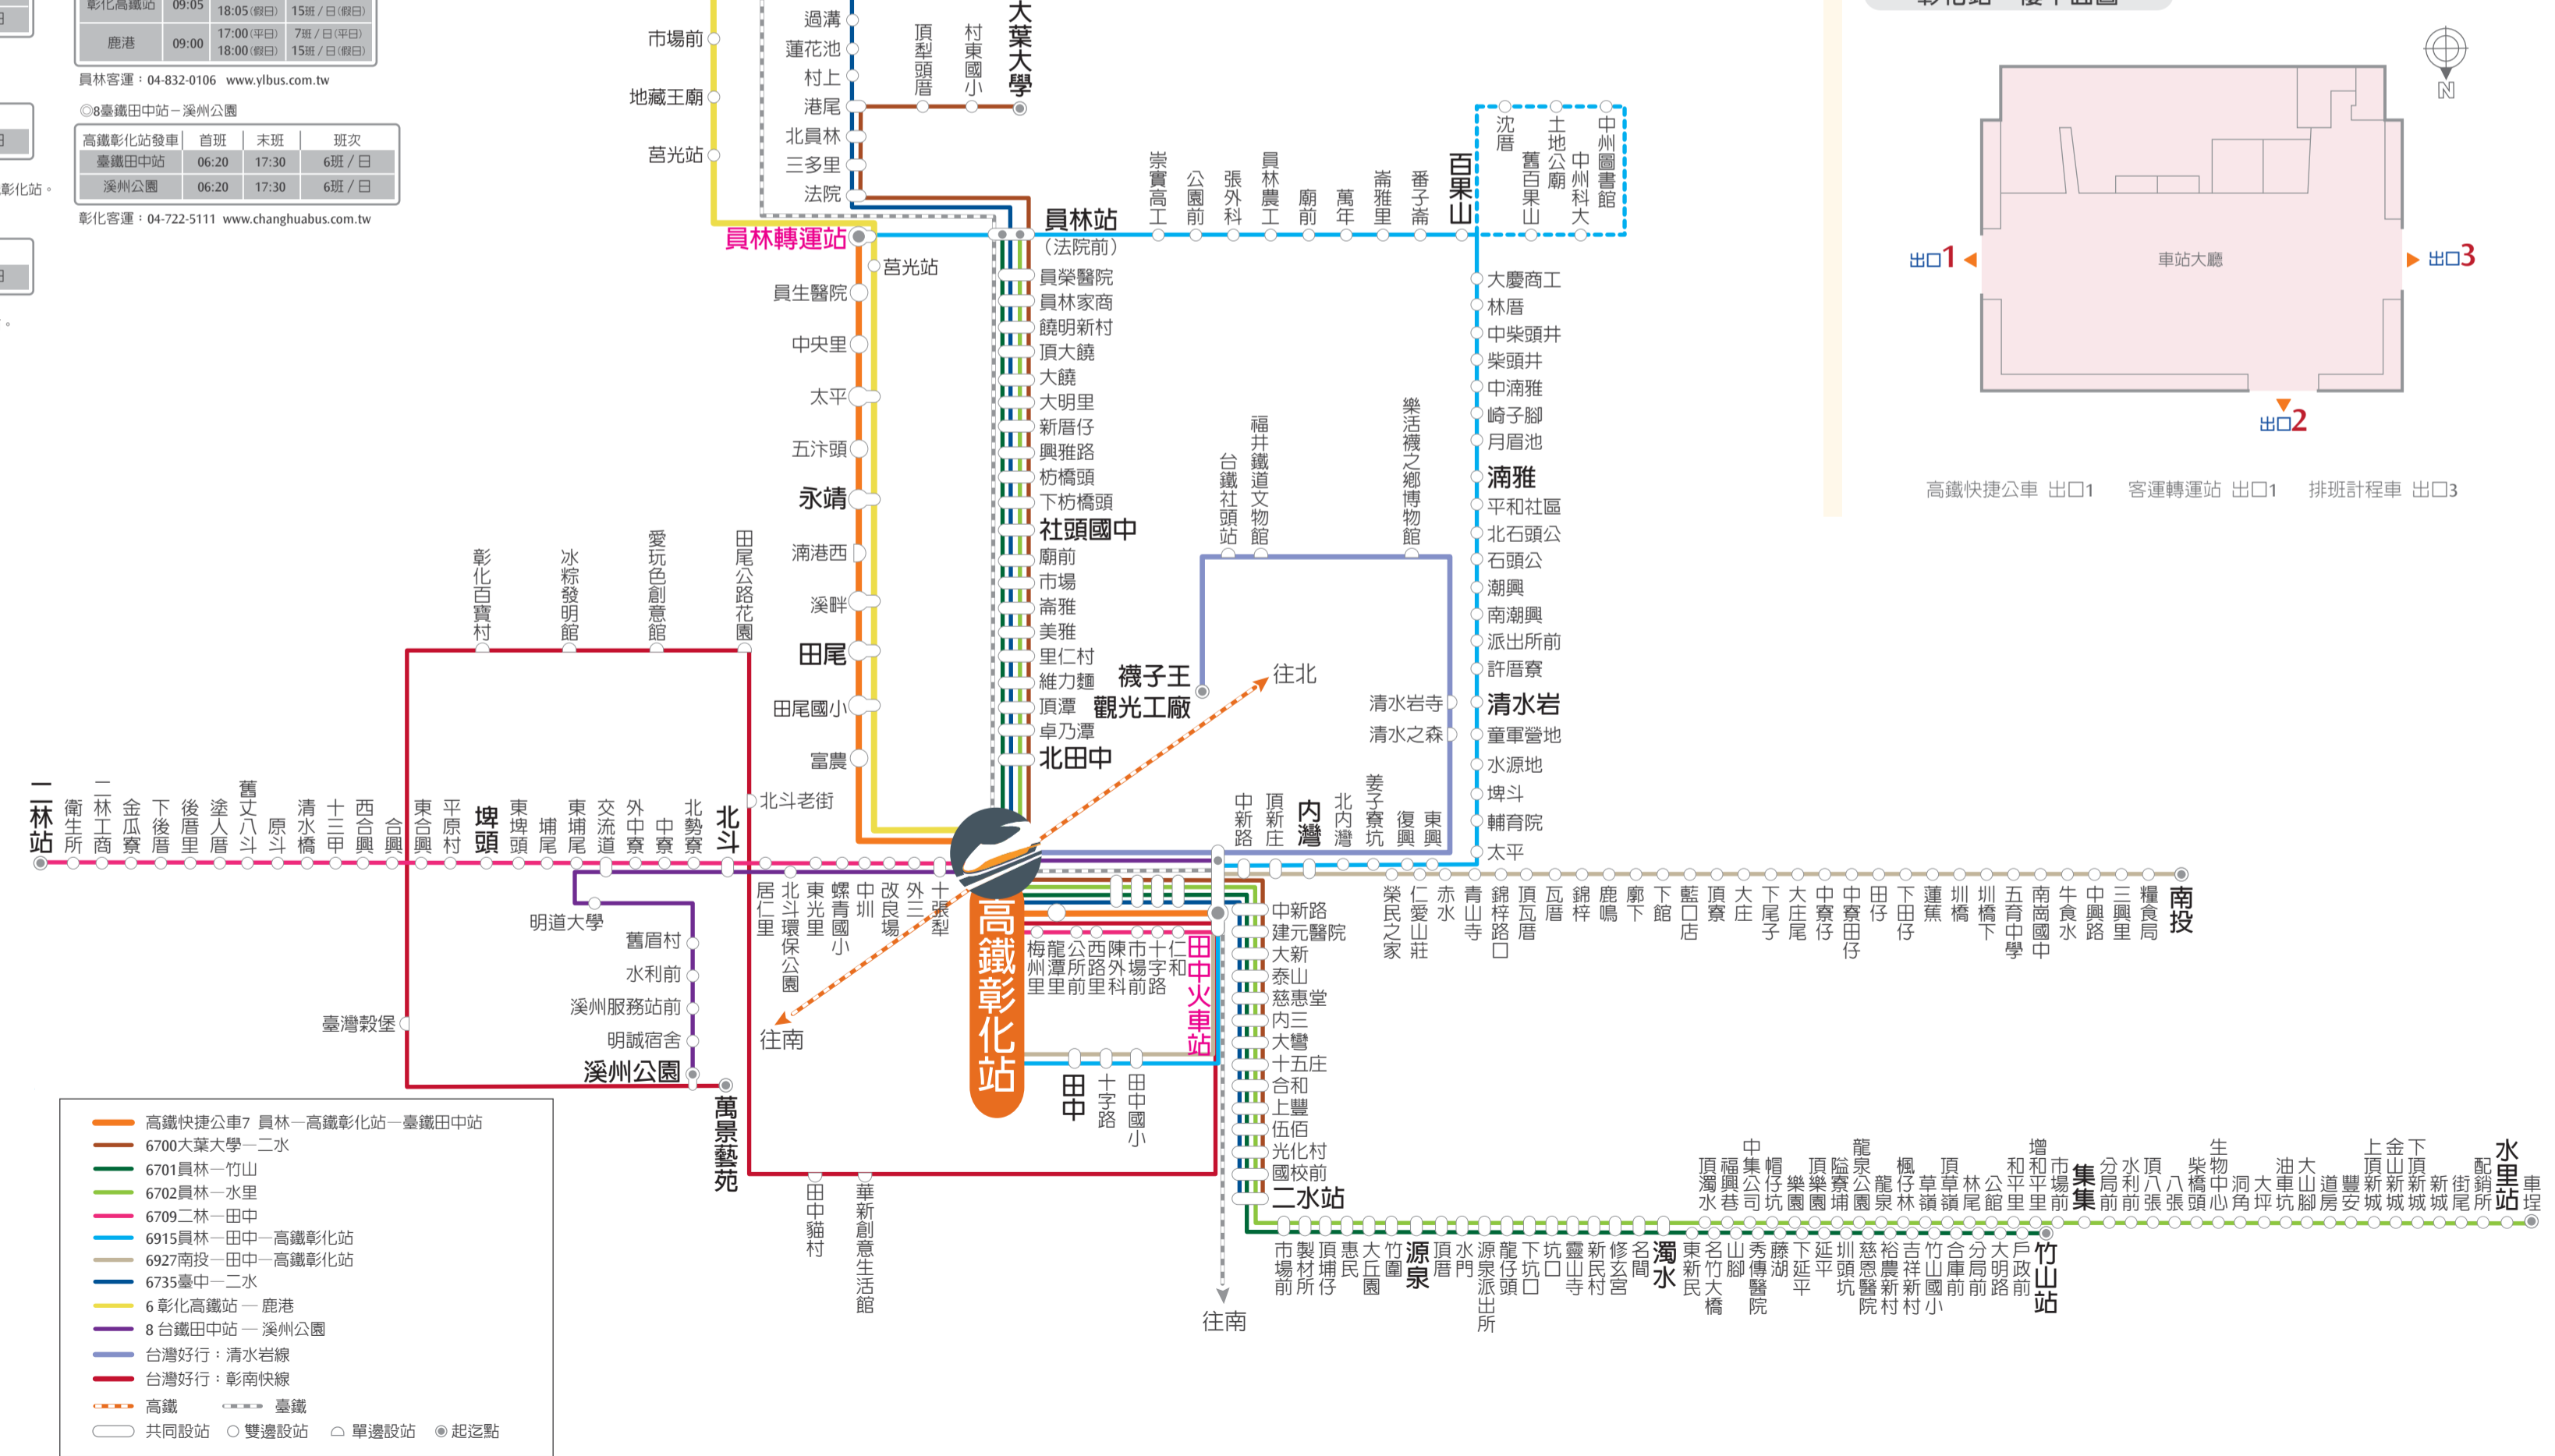 彰化高鐵站 09:05 18:05(假日) 15班/日(假日)
鹿港 09:00 17:00(平日) 7班/日(平日)
18:00(假日) 15班/日(假日)
員林客運：04-832-0106 www.ylbus.com.tw
◎8臺鐵田中站－溪州公園
高鐵彰化站發車 首班 末班 班次
臺鐵田中站 06:20 17:30 6班/日
溪州公園 06:20 17:30 6班/日
彰化客運：04-722-5111 www.changhuabus.com.tw
彰化站。
市場前
地藏王廟
莒光站
過溝
蓮花池
村上
港尾
北員林
三多里
法院
頂犁頭厝
村東國小
大葉大學
員林轉運站
莒光站
員生醫院
中央里
太平
五汴頭
永靖
湳港西
溪畔
田尾
田尾國小
富農
員林站
（法院前）
員榮醫院
員林家商
饒明新村
頂大饒
大饒
大明里
新厝仔
興雅路
枋橋頭
下枋橋頭
社頭國中
廟前
市場
崙雅
美雅
里仁村
維力麵
頂潭
卓乃潭
北田中
崇實高工
公園前
張外科
員林農工
廟前
萬年
崙雅里
番子崙
百果山
沈厝
舊百果山
土地公廟
中州科大
中州圖書館
大慶商工
林厝
中柴頭井
柴頭井
中湳雅
崎子腳
月眉池
湳雅
平和社區
北石頭公
石頭公
潮興
南潮興
派出所前
許厝寮
清水岩
童軍營地
水源地
埤斗
輔育院
太平
台鐵社頭站
福井鐵道文物館
樂活襪之鄉博物館
襪子王
觀光工廠
清水岩寺
清水之森
往北
往南
彰化百寶村
冰粽發明館
愛玩色創意館
田尾公路花園
北斗老街
二林站
衛生所
二林工商
金瓜寮
下後厝
後厝里
塗人厝
舊丈八斗
原斗
清水橋
十三甲
西合興
合興
東合興
平原村
埤頭
東埤頭
埔尾
東埔尾
交流道
外中寮
中寮
北勢寮
北斗
居仁里
北斗環保公園
東光里
螺青國小
中圳
改良場
外三
十張犁
明道大學
舊眉村
水利前
溪州服務站前
明誠宿舍
溪州公園
臺灣穀堡
萬景藝苑
田中貓村
華新創意生活館
高鐵彰化站
梅州里
龍潭里
公所前
西路里
陳外科
市場前
十字路
仁和
田中火車站
田中
十字路
田中國小
中新路
頂新庄
內灣
北內灣
姜子寮坑
復興
東興
榮民之家
仁愛山莊
赤水
青山寺
錦梓路口
頂瓦厝
瓦厝
錦梓
鹿鳴
廓下
下館
藍口店
頂寮
大庄
下尾子
大庄尾
中寮仔
中寮田仔
田仔
下田仔
蓮蕉
圳橋
圳橋下
五育中學
南崗國中
牛食水
中興路
三興里
糧食局
南投
中新路
建元醫院
大新
泰山
慈惠堂
內三
大彎
十五庄
合和
上豐
伍佰
光化村
國校前
二水站
往南
市場前
製材所
頂埔仔
惠民
大丘園
竹圍
源泉
頂厝
水門
源泉派出所
龍仔頭
下坑口
坑口
靈山寺
新民村
修玄宮
名間
濁水
東新民
名竹大橋
山腳
秀傳醫院
藤湖
下延平
延平
圳頭坑
慈恩醫院
裕農新村
吉祥新村
竹山國小
合庫前
分局前
大明路
戶政前
竹山站
頂濁水
福興巷
中集公司
帽仔坑
樂園
頂樂園
隘寮埔
龍泉公園
龍泉
楓仔林
草嶺
頂草嶺
林尾
公館
和平里
增和平里
市場前
集集
分局前
水利前
頂八張
八張
柴橋頭
生物中心
洞角
大坪
油車坑
大山腳
道房
豐安
上頂新城
金山新城
下頂新城
新城
街尾
配銷所
水里站
車埕
高鐵快捷公車7 員林—高鐵彰化站—臺鐵田中站
6700大葉大學—二水
6701員林—竹山
6702員林—水里
6709二林—田中
6915員林—田中—高鐵彰化站
6927南投—田中—高鐵彰化站
6735臺中—二水
6 彰化高鐵站 — 鹿港
8 台鐵田中站 — 溪州公園
台灣好行：清水岩線
台灣好行：彰南快線
高鐵 臺鐵
共同設站 雙邊設站 單邊設站 起迄點
N
出口1
車站大廳
出口3
出口2
高鐵快捷公車 出口1 客運轉運站 出口1 排班計程車 出口3